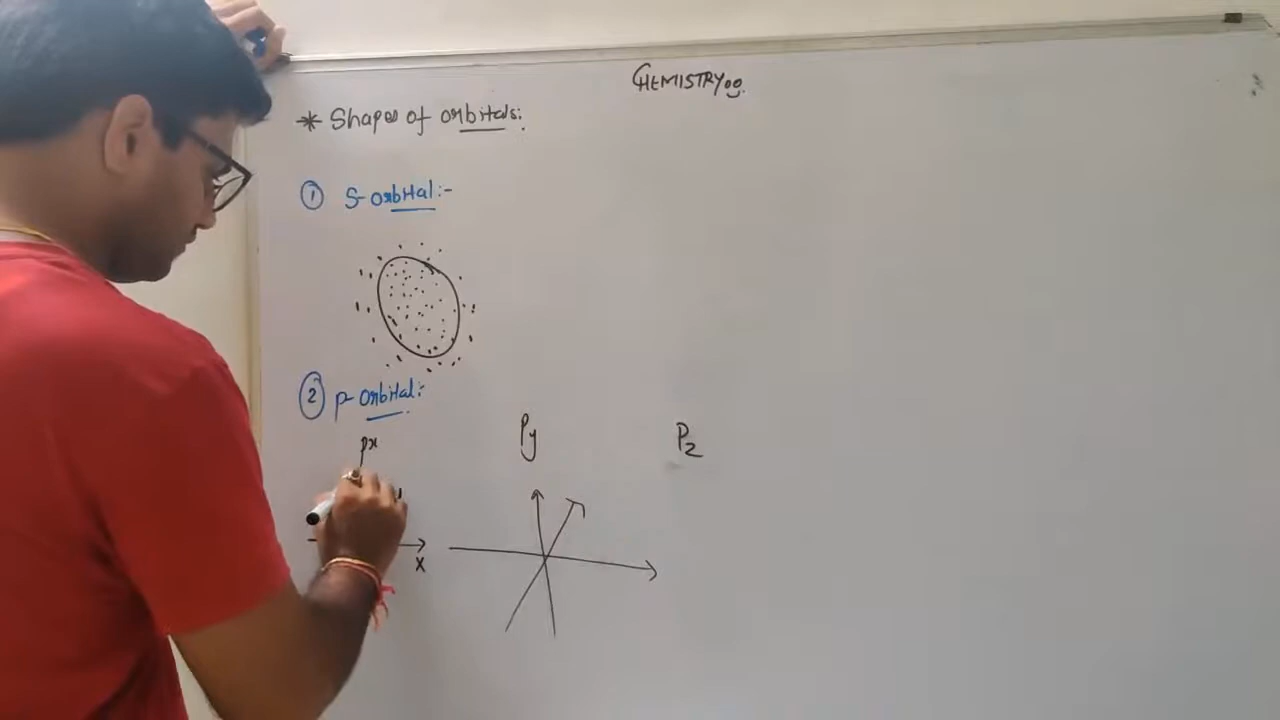 CHEMISTRY
* Shapes of orbitals:
① S-orbital:-
② p-orbital:
px Py Pz
X